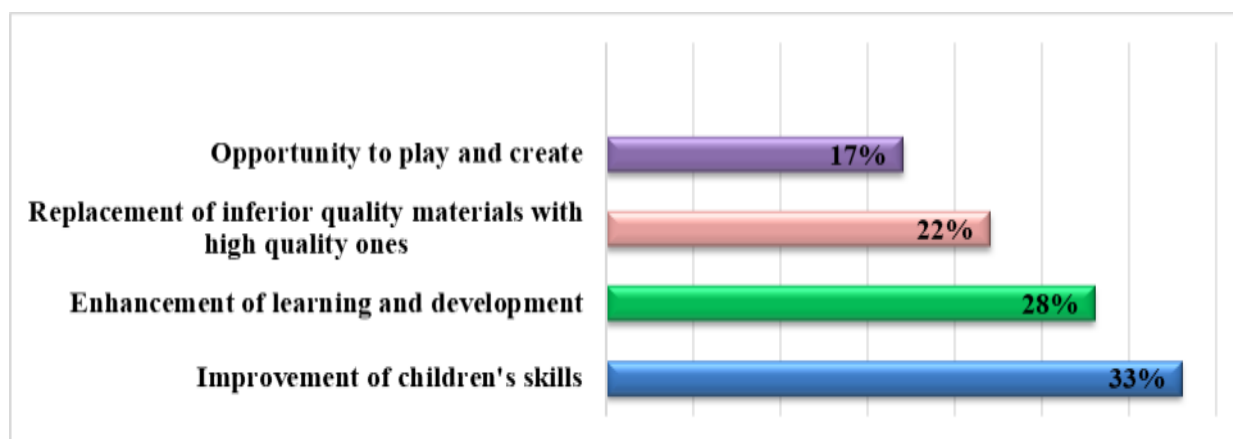 Opportunity to play and create
17%
Replacement of inferior quality materials with
high quality ones
22%
Enhancement of learning and development
28%
Improvement of children's skills
33%